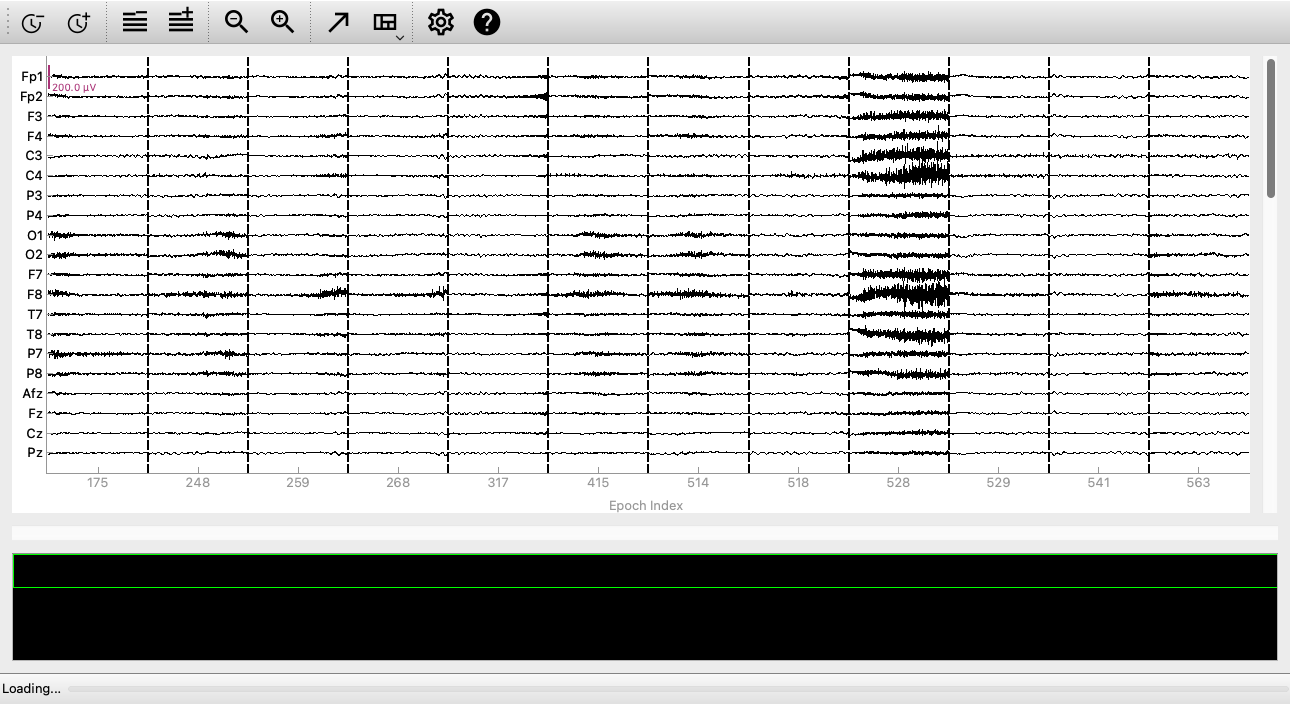 Fp1
200.0 µV
Fp2
F3
F4
C3
C4
P3
P4
O1
O2
F7
F8
T7
T8
P7
P8
Afz
Fz
Cz
Pz
175 248 259 268 317 415 514 518 528 529 541 563
Epoch Index
Loading...